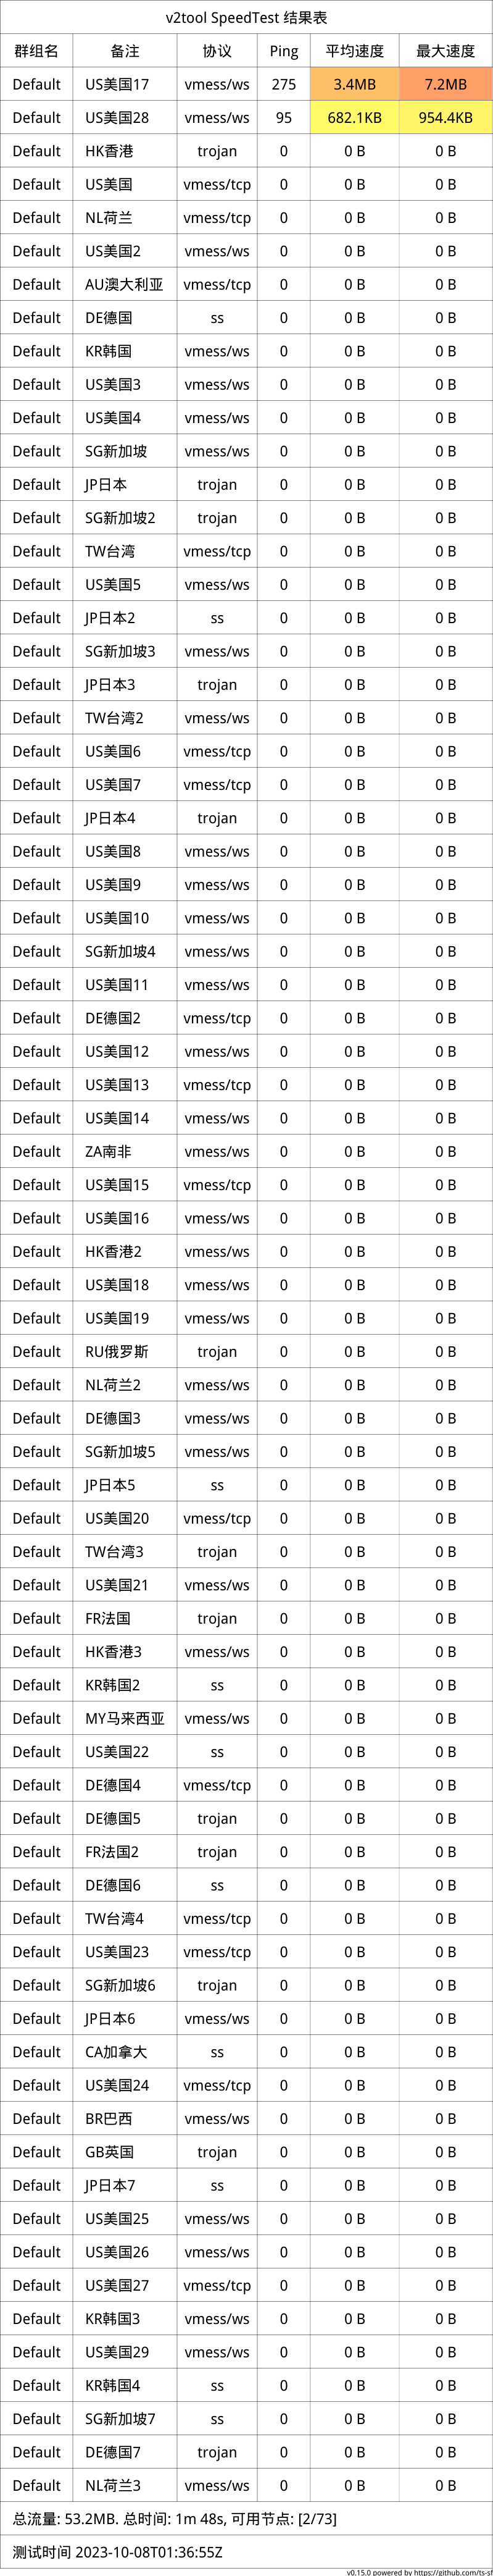 v2tool SpeedTest 结果表
群组名 备注 协议 Ping 平均速度 最大速度
Default US美国17 vmess/ws 275 3.4MB 7.2MB
Default US美国28 vmess/ws 95 682.1KB 954.4KB
Default HK香港 trojan 0 0 B 0 B
Default US美国 vmess/tcp 0 0 B 0 B
Default NL荷兰 vmess/tcp 0 0 B 0 B
Default US美国2 vmess/ws 0 0 B 0 B
Default AU澳大利亚 vmess/tcp 0 0 B 0 B
Default DE德国 ss 0 0 B 0 B
Default KR韩国 vmess/ws 0 0 B 0 B
Default US美国3 vmess/ws 0 0 B 0 B
Default US美国4 vmess/ws 0 0 B 0 B
Default SG新加坡 vmess/ws 0 0 B 0 B
Default JP日本 trojan 0 0 B 0 B
Default SG新加坡2 trojan 0 0 B 0 B
Default TW台湾 vmess/tcp 0 0 B 0 B
Default US美国5 vmess/ws 0 0 B 0 B
Default JP日本2 ss 0 0 B 0 B
Default SG新加坡3 vmess/ws 0 0 B 0 B
Default JP日本3 trojan 0 0 B 0 B
Default TW台湾2 vmess/ws 0 0 B 0 B
Default US美国6 vmess/tcp 0 0 B 0 B
Default US美国7 vmess/tcp 0 0 B 0 B
Default JP日本4 trojan 0 0 B 0 B
Default US美国8 vmess/ws 0 0 B 0 B
Default US美国9 vmess/ws 0 0 B 0 B
Default US美国10 vmess/ws 0 0 B 0 B
Default SG新加坡4 vmess/ws 0 0 B 0 B
Default US美国11 vmess/ws 0 0 B 0 B
Default DE德国2 vmess/tcp 0 0 B 0 B
Default US美国12 vmess/ws 0 0 B 0 B
Default US美国13 vmess/tcp 0 0 B 0 B
Default US美国14 vmess/ws 0 0 B 0 B
Default ZA南非 vmess/ws 0 0 B 0 B
Default US美国15 vmess/tcp 0 0 B 0 B
Default US美国16 vmess/ws 0 0 B 0 B
Default HK香港2 vmess/ws 0 0 B 0 B
Default US美国18 vmess/ws 0 0 B 0 B
Default US美国19 vmess/ws 0 0 B 0 B
Default RU俄罗斯 trojan 0 0 B 0 B
Default NL荷兰2 vmess/ws 0 0 B 0 B
Default DE德国3 vmess/ws 0 0 B 0 B
Default SG新加坡5 vmess/ws 0 0 B 0 B
Default JP日本5 ss 0 0 B 0 B
Default US美国20 vmess/tcp 0 0 B 0 B
Default TW台湾3 trojan 0 0 B 0 B
Default US美国21 vmess/ws 0 0 B 0 B
Default FR法国 trojan 0 0 B 0 B
Default HK香港3 vmess/ws 0 0 B 0 B
Default KR韩国2 ss 0 0 B 0 B
Default MY马来西亚 vmess/ws 0 0 B 0 B
Default US美国22 ss 0 0 B 0 B
Default DE德国4 vmess/tcp 0 0 B 0 B
Default DE德国5 trojan 0 0 B 0 B
Default FR法国2 trojan 0 0 B 0 B
Default DE德国6 ss 0 0 B 0 B
Default TW台湾4 vmess/tcp 0 0 B 0 B
Default US美国23 vmess/tcp 0 0 B 0 B
Default SG新加坡6 trojan 0 0 B 0 B
Default JP日本6 vmess/ws 0 0 B 0 B
Default CA加拿大 ss 0 0 B 0 B
Default US美国24 vmess/tcp 0 0 B 0 B
Default BR巴西 vmess/ws 0 0 B 0 B
Default GB英国 trojan 0 0 B 0 B
Default JP日本7 ss 0 0 B 0 B
Default US美国25 vmess/ws 0 0 B 0 B
Default US美国26 vmess/ws 0 0 B 0 B
Default US美国27 vmess/tcp 0 0 B 0 B
Default KR韩国3 vmess/ws 0 0 B 0 B
Default US美国29 vmess/ws 0 0 B 0 B
Default KR韩国4 ss 0 0 B 0 B
Default SG新加坡7 ss 0 0 B 0 B
Default DE德国7 trojan 0 0 B 0 B
Default NL荷兰3 vmess/ws 0 0 B 0 B
总流量: 53.2MB. 总时间: 1m 48s, 可用节点: [2/73]
测试时间 2023-10-08T01:36:55Z
v0.15.0 powered by https://github.com/ts-sf